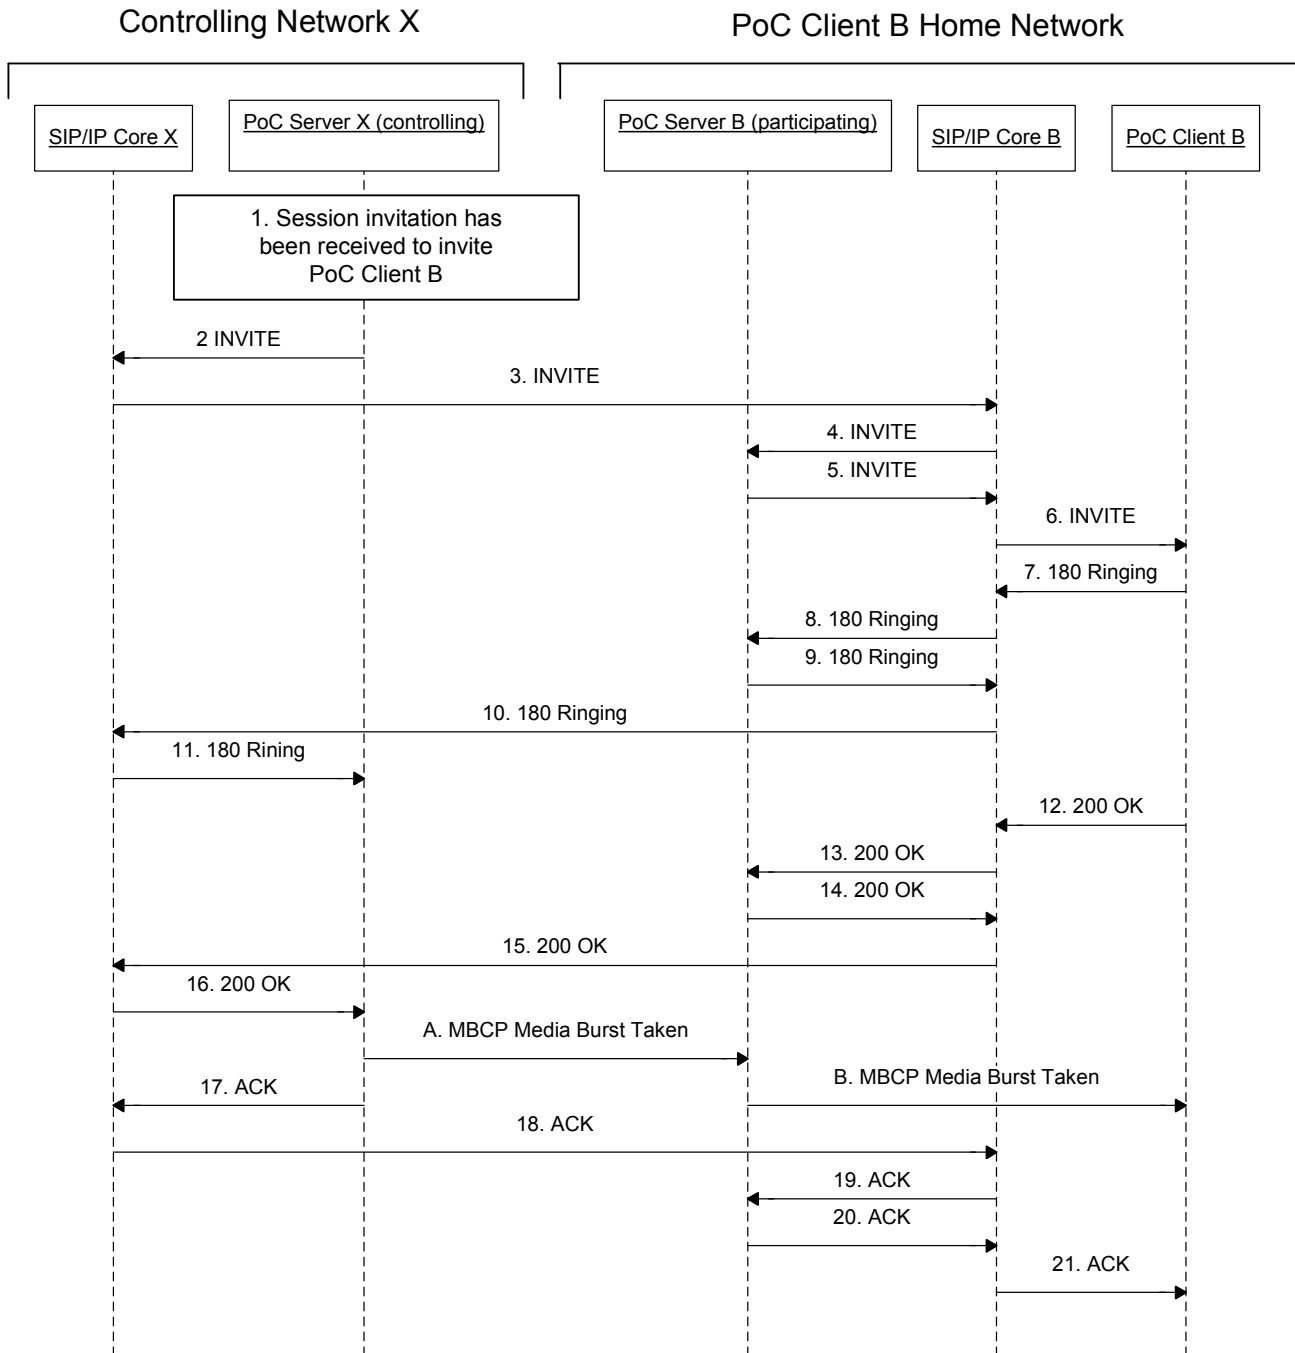 Controlling Network X
PoC Client B Home Network
SIP/IP Core X
PoC Server X (controlling)
PoC Server B (participating)
SIP/IP Core B
PoC Client B
1. Session invitation has
been received to invite
PoC Client B
2 INVITE
3. INVITE
4. INVITE
5. INVITE
6. INVITE
7. 180 Ringing
8. 180 Ringing
9. 180 Ringing
10. 180 Ringing
11. 180 Rining
12. 200 OK
13. 200 OK
14. 200 OK
15. 200 OK
16. 200 OK
A. MBCP Media Burst Taken
B. MBCP Media Burst Taken
17. ACK
18. ACK
19. ACK
20. ACK
21. ACK